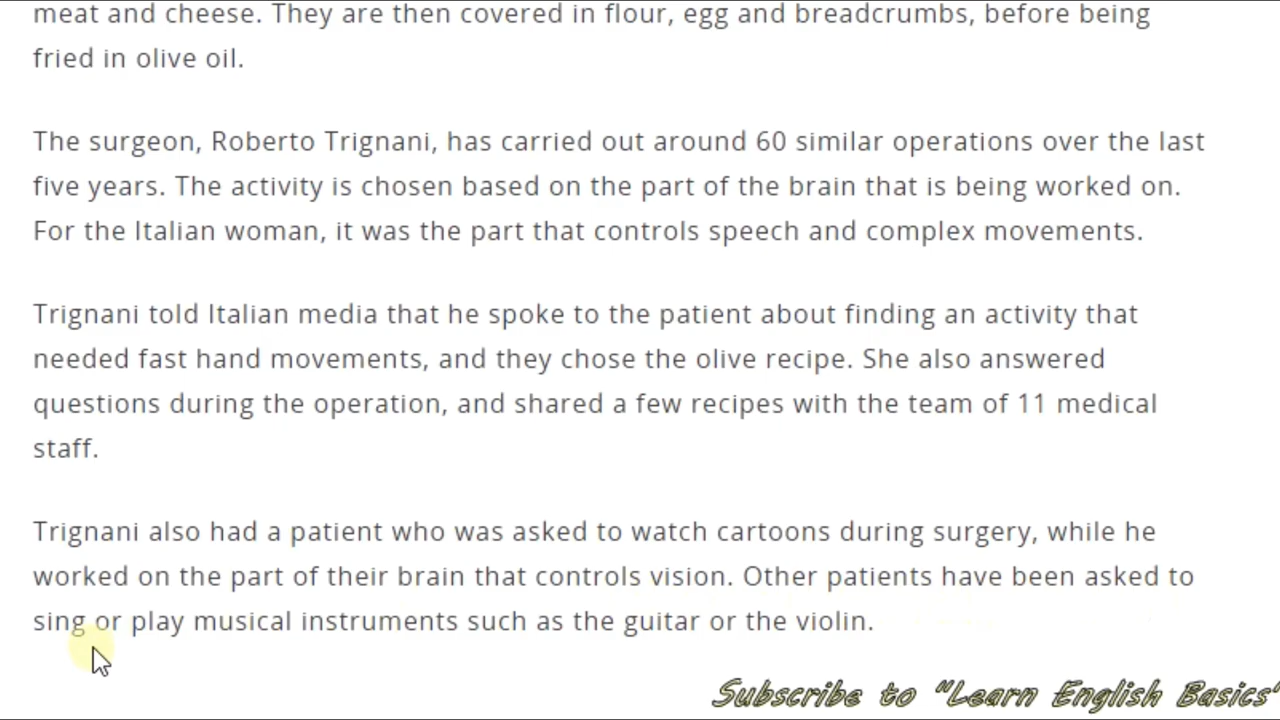 meat and cheese. They are then covered in flour, egg and breadcrumbs, before being
fried in olive oil.
The surgeon, Roberto Trignani, has carried out around 60 similar operations over the last
five years. The activity is chosen based on the part of the brain that is being worked on.
For the Italian woman, it was the part that controls speech and complex movements.
Trignani told Italian media that he spoke to the patient about finding an activity that
needed fast hand movements, and they chose the olive recipe. She also answered
questions during the operation, and shared a few recipes with the team of 11 medical
staff.
Trignani also had a patient who was asked to watch cartoons during surgery, while he
worked on the part of their brain that controls vision. Other patients have been asked to
sing or play musical instruments such as the guitar or the violin.
Subscribe to "Learn English Basics"